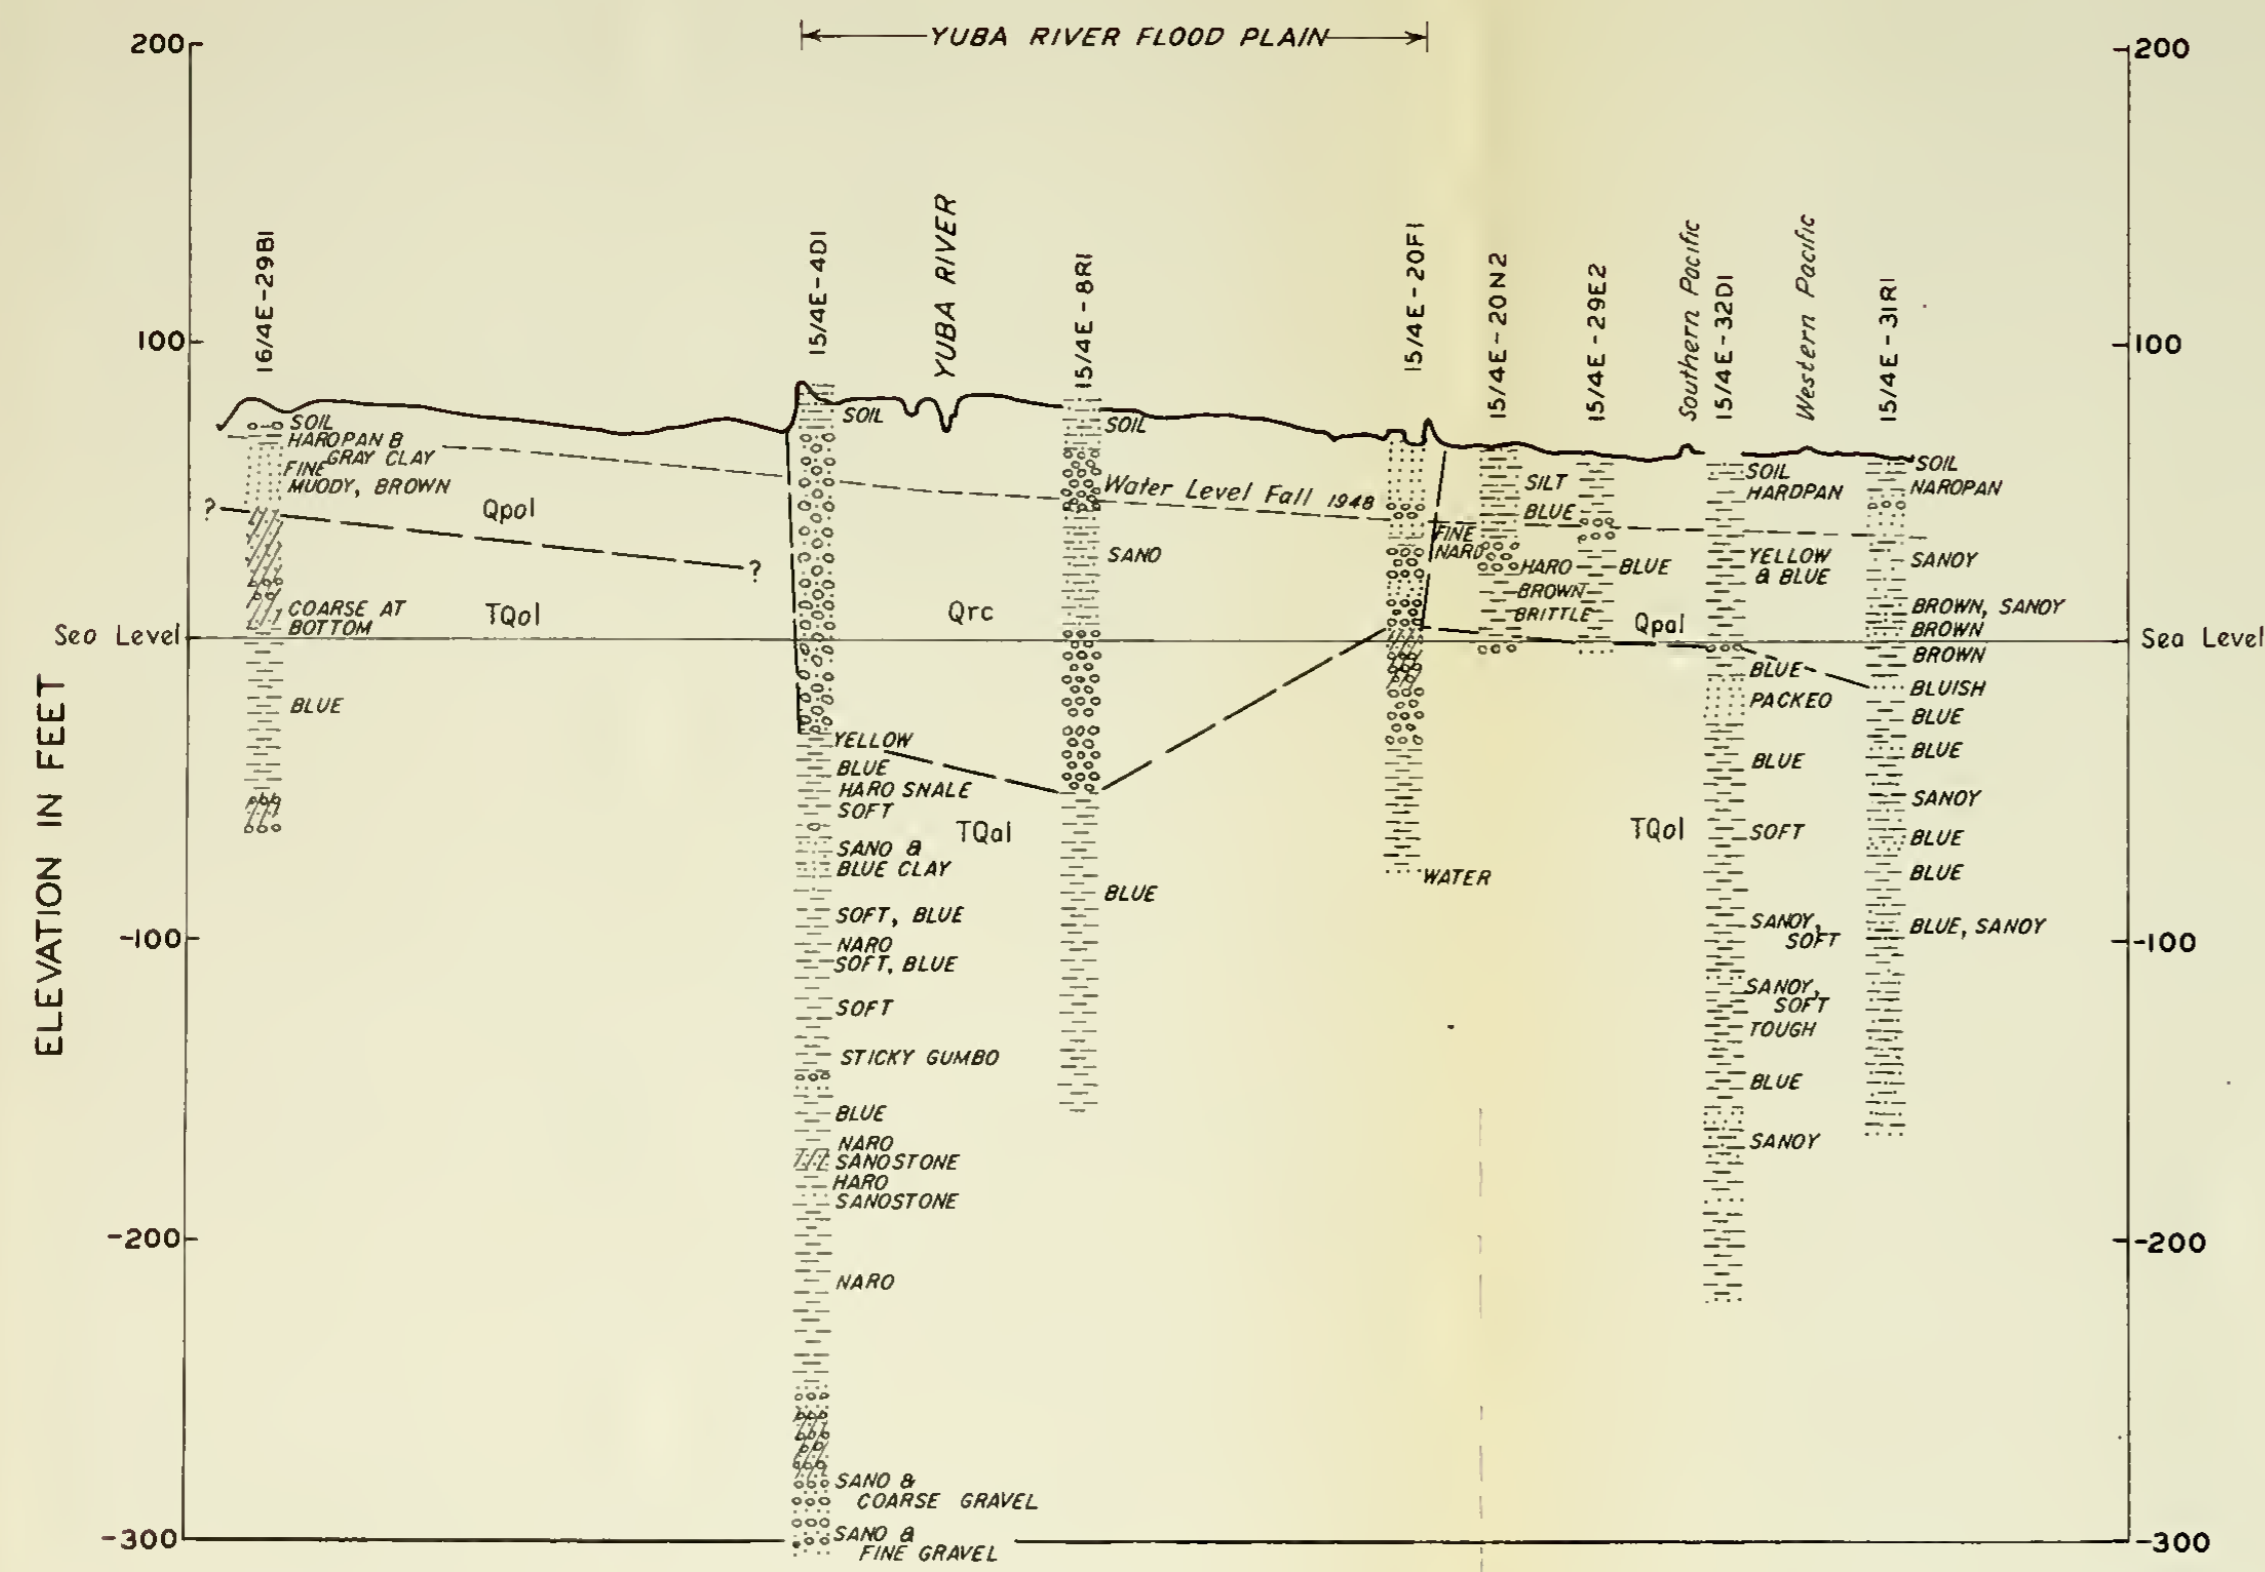 YUBA RIVER FLOOD PLAIN
200
200
100
100
Sea Level
Sea Level
-100
-100
-200
-200
-300
-300
ELEVATION IN FEET
16/4E-29B1
15/4E-4D1
YUBA RIVER
15/4E-8R1
15/4E-20F1
15/4E-20N2
15/4E-29E2
Southern Pacific
15/4E-32D1
Western Pacific
15/4E-31R1
SOIL
HAROPAN &
GRAY CLAY
FINE
MUODY, BROWN
COARSE AT
BOTTOM
BLUE
?
Qpol
?
TQol
SOIL
YELLOW
BLUE
HARO SNALE
SOFT
SANO &
BLUE CLAY
SOFT, BLUE
NARO
SOFT, BLUE
SOFT
STICKY GUMBO
BLUE
NARO
SANOSTONE
HARO
SANOSTONE
NARO
SANO &
COARSE GRAVEL
SANO &
FINE GRAVEL
Qrc
TQal
SOIL
Water Level Fall 1948
SANO
BLUE
FINE
NARO
WATER
SILT
BLUE
HARO
BROWN
BRITTLE
BLUE
Qpal
TQol
SOIL
HARDPAN
YELLOW
& BLUE
BLUE
PACKEO
BLUE
SOFT
SANOY,
SOFT
SANOY,
SOFT
TOUGH
BLUE
SANOY
SOIL
NAROPAN
SANOY
BROWN, SANOY
BROWN
BROWN
BLUISH
BLUE
BLUE
SANOY
BLUE
BLUE
BLUE, SANOY